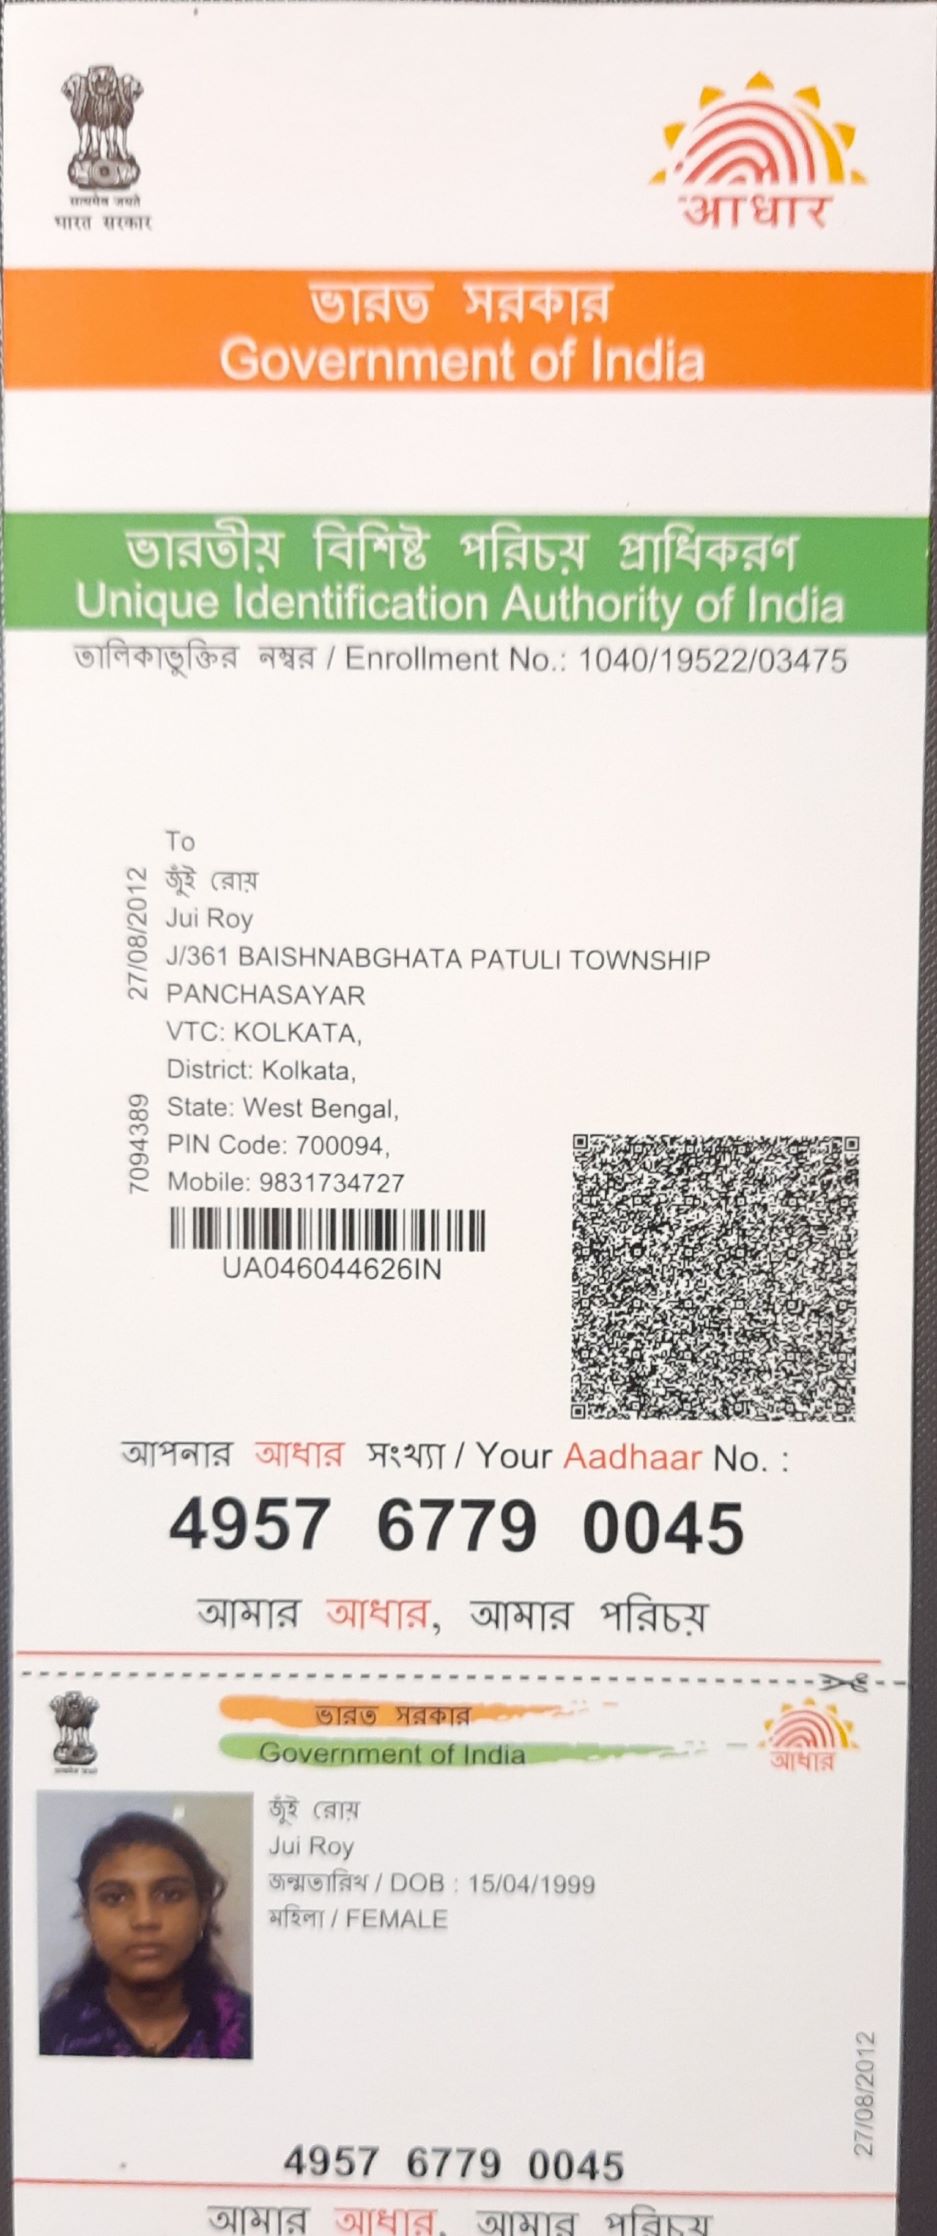 सत्यमेव जयते
भारत सरकार
आधार
ভারত সরকার
Government of India
ভারতীয় বিশিষ্ট পরিচয় প্রাধিকরণ
Unique Identification Authority of India
তালিকাভুক্তির নম্বর / Enrollment No.: 1040/19522/03475
To
জুঁই রোয়
Jui Roy
J/361 BAISHNABGHATA PATULI TOWNSHIP
PANCHASAYAR
VTC: KOLKATA,
District: Kolkata,
State: West Bengal,
PIN Code: 700094,
Mobile: 9831734727
27/08/2012
7094389
UA046044626IN
আপনার আধার সংখ্যা / Your Aadhaar No. :
4957 6779 0045
আমার আধার, আমার পরিচয়
ভারত সরকার
Government of India
আধার
জুঁই রোয়
Jui Roy
জন্মতারিখ / DOB : 15/04/1999
মহিলা / FEMALE
27/08/2012
4957 6779 0045
আমার আধার, আমার পরিচয়